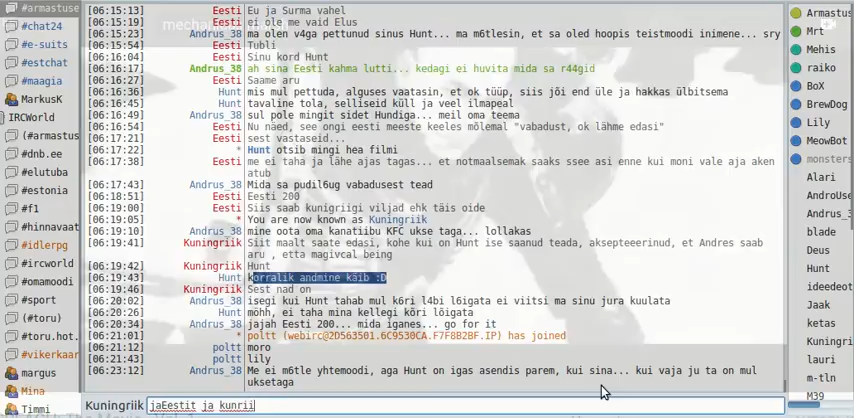 #armastuse
#chat24
#e-suits
#estchat
#maagia
MarkusK
IRCWorld
(#armastus
#dnb.ee
#elutuba
#estonia
#f1
#hinnavaat
#idlerpg
#ircworld
#omamoodi
#sport
(#toru)
#toru.hot.
#vikerkaar
margus
Mina
Timmi
[06:15:13] Eesti Eu ja Surma vahel
[06:15:19] Eesti ei ole me vaid Elus
[06:15:23] Andrus_38 ma olen v4ga pettunud sinus Hunt... ma m6tlesin, et sa oled hoopis teistmoodi inimene... sry
[06:15:54] Eesti Tubli
[06:16:04] Eesti Sinu kord Hunt
[06:16:17] Andrus_38 ah sina Eesti kahma lutti... kedagi ei huvita mida sa r44gid
[06:16:27] Eesti Saame aru
[06:16:36] Hunt mis mul pettuda, alguses vaatasin, et ok tüüp, siis jõi end üle ja hakkas ülbitsema
[06:16:45] Hunt tavaline tola, selliseid küll ja veel ilmapeal
[06:16:49] Andrus_38 sul pole mingit sidet Hundiga... meil oma teema
[06:16:54] Eesti Nu näed, see ongi eesti meeste keeles mõlemal "vabadust, ok lähme edasi"
[06:17:21] Eesti sest vastaseid...
[06:17:22] * Hunt otsib mingi hea filmi
[06:17:38] Eesti me ei taha ja lähe ajas tagas... et notmaalsemak saaks ssee asi enne kui moni vale aja aken
atub
[06:17:43] Andrus_38 Mida sa pudil6ug vabadusest tead
[06:18:51] Eesti Eesti 200
[06:19:00] Eesti Siis saab kunigriigi viljad ehk täis oide
[06:19:05] * You are now known as Kuningriik
[06:19:10] Andrus_38 mine oota oma kanatiibu KFC ukse taga... lollakas
[06:19:41] Kuningriik Siit maalt saate edasi, kohe kui on Hunt ise saanud teada, aksepteeerinud, et Andres saab
aru , etta magivcal being
[06:19:42] Kuningriik Hunt
[06:19:43] Hunt korralik andmine käib :D
[06:19:46] Kuningriik Sest nad on
[06:20:02] Andrus_38 isegi kui Hunt tahab mul k6ri l4bi l6igata ei viitsi ma sinu jura kuulata
[06:20:26] Hunt möhh, ei taha mina kellegi kõri lõigata
[06:20:34] Andrus_38 jajah Eesti 200... mida iganes... go for it
[06:21:01] * poltt (webirc@2D563501.6C9530CA.F7F8B2BF.IP) has joined
[06:21:12] poltt moro
[06:21:43] poltt lily
[06:23:12] Andrus_38 Me ei m6tle yhtemoodi, aga Hunt on igas asendis parem, kui sina... kui vaja ju ta on mul
uksetaga
Kuningriik jaEestit ja kunrii
Armastus
Mrt
Mehis
raiko
BoX
BrewDog
Lily
MeowBot
monsters
Alari
AndroUse
Andrus_3
blade
Deus
Hunt
ideedeot
Jaak
ketas
Kuningri
lauri
m-tln
M39